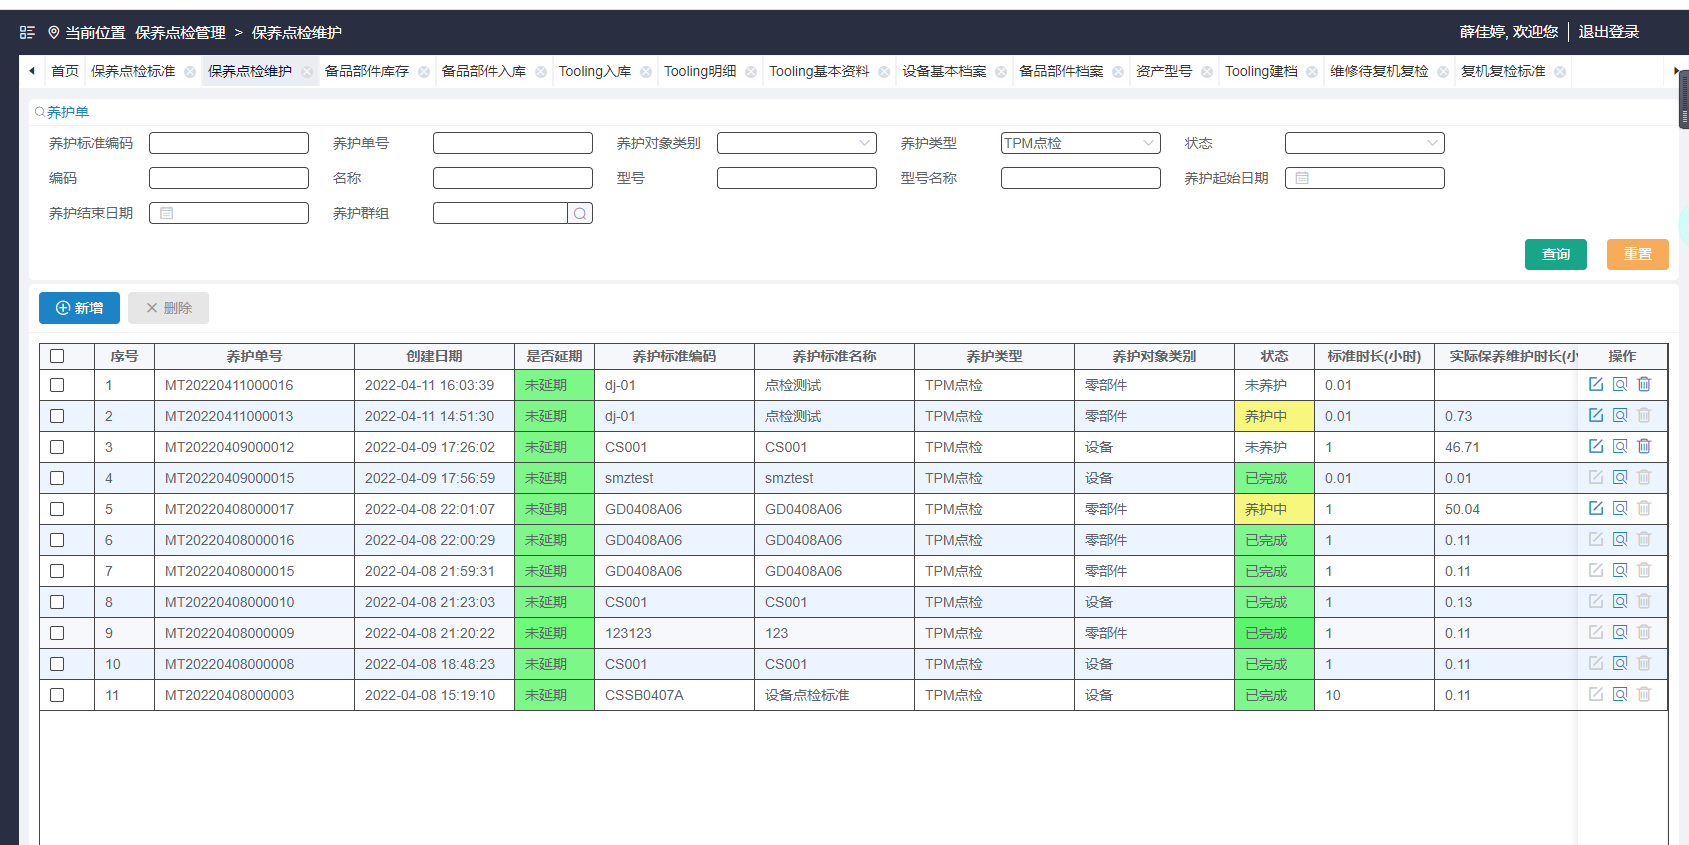 当前位置 保养点检管理 > 保养点检维护 薛佳婷, 欢迎您 退出登录
首页 保养点检标准 保养点检维护 备品部件库存 备品部件入库 Tooling入库 Tooling明细 Tooling基本资料 设备基本档案 备品部件档案 资产型号 Tooling建档 维修待复机复检 复机复检标准
养护单
养护标准编码 养护单号 养护对象类别 养护类型 TPM点检 状态
编码 名称 型号 型号名称 养护起始日期
养护结束日期 养护群组
查询 重置
新增 删除
序号 养护单号 创建日期 是否延期 养护标准编码 养护标准名称 养护类型 养护对象类别 状态 标准时长(小时) 实际保养维护时长(小 操作
1 MT20220411000016 2022-04-11 16:03:39 未延期 dj-01 点检测试 TPM点检 零部件 未养护 0.01
2 MT20220411000013 2022-04-11 14:51:30 未延期 dj-01 点检测试 TPM点检 零部件 养护中 0.01 0.73
3 MT20220409000012 2022-04-09 17:26:02 未延期 CS001 CS001 TPM点检 设备 未养护 1 46.71
4 MT20220409000015 2022-04-09 17:56:59 未延期 smztest smztest TPM点检 设备 已完成 0.01 0.01
5 MT20220408000017 2022-04-08 22:01:07 未延期 GD0408A06 GD0408A06 TPM点检 零部件 养护中 1 50.04
6 MT20220408000016 2022-04-08 22:00:29 未延期 GD0408A06 GD0408A06 TPM点检 零部件 已完成 1 0.11
7 MT20220408000015 2022-04-08 21:59:31 未延期 GD0408A06 GD0408A06 TPM点检 零部件 已完成 1 0.11
8 MT20220408000010 2022-04-08 21:23:03 未延期 CS001 CS001 TPM点检 设备 已完成 1 0.13
9 MT20220408000009 2022-04-08 21:20:22 未延期 123123 123 TPM点检 零部件 已完成 1 0.11
10 MT20220408000008 2022-04-08 18:48:23 未延期 CS001 CS001 TPM点检 设备 已完成 1 0.11
11 MT20220408000003 2022-04-08 15:19:10 未延期 CSSB0407A 设备点检标准 TPM点检 设备 已完成 10 0.11